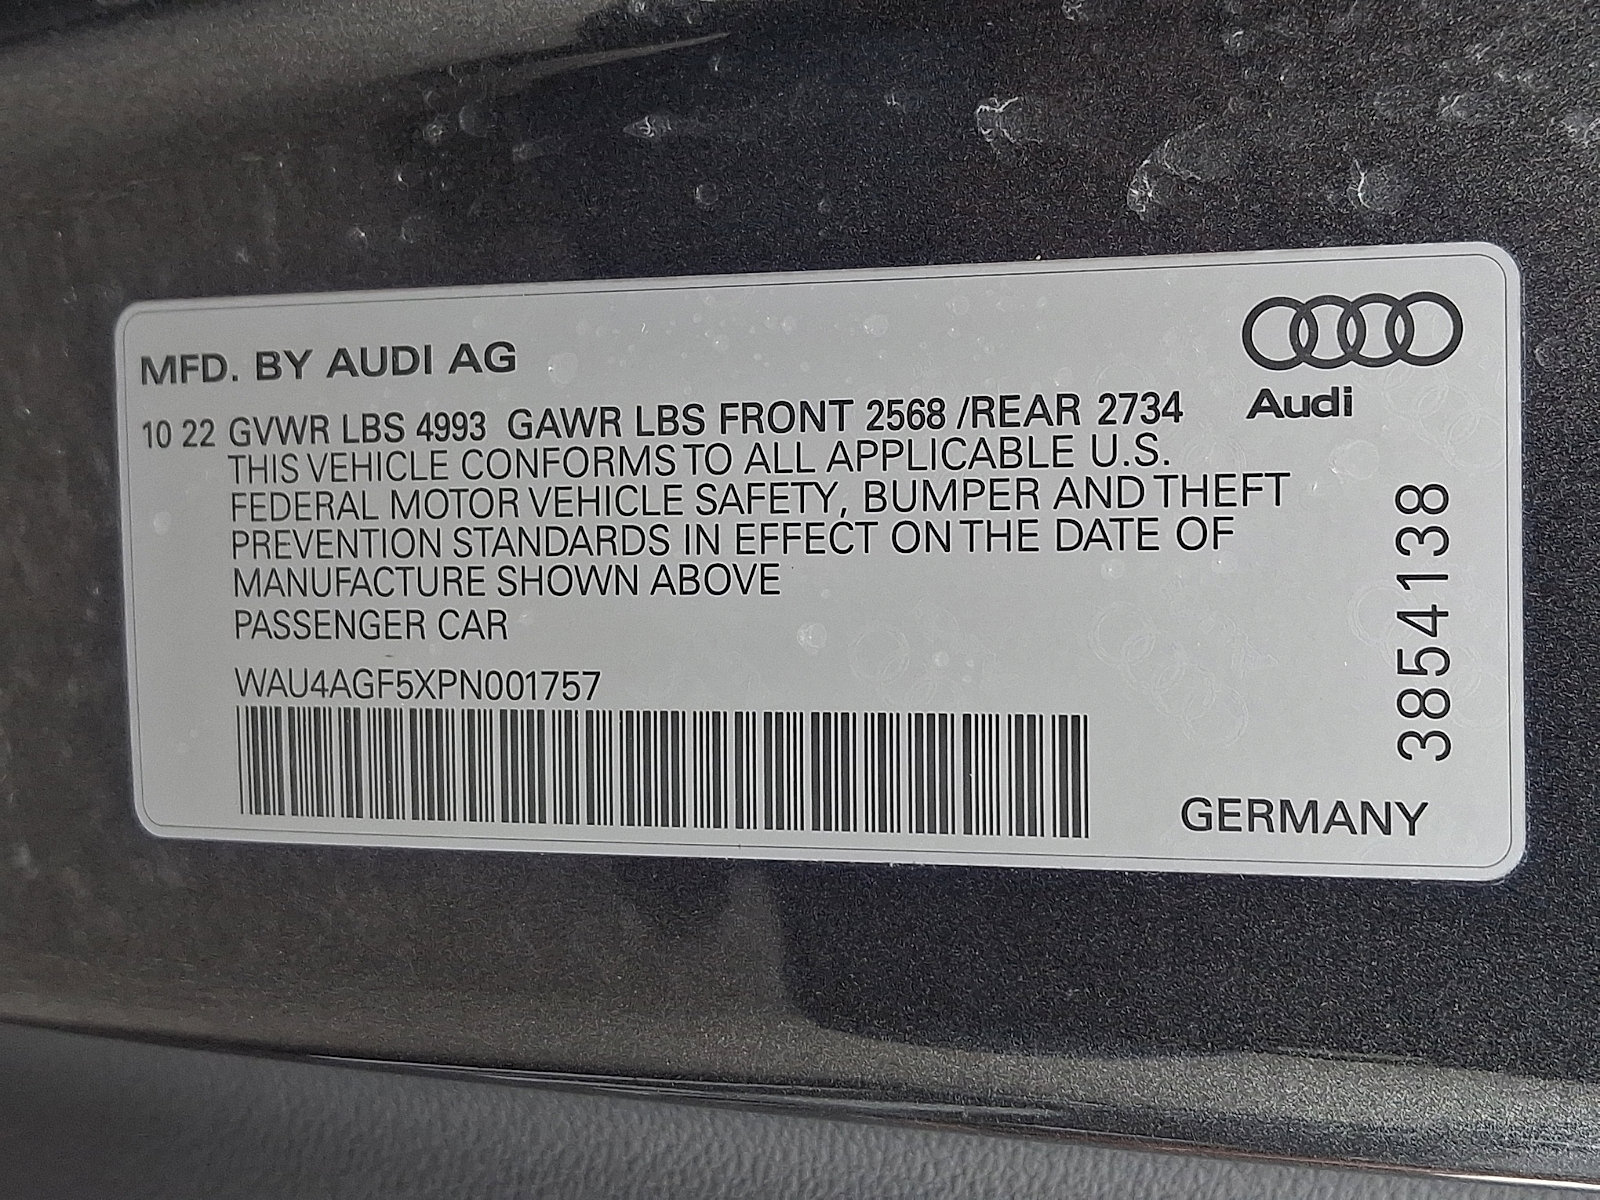 MFD. BY AUDI AG
Audi
10 22 GVWR LBS 4993 GAWR LBS FRONT 2568 /REAR 2734
THIS VEHICLE CONFORMS TO ALL APPLICABLE U.S.
FEDERAL MOTOR VEHICLE SAFETY, BUMPER AND THEFT
PREVENTION STANDARDS IN EFFECT ON THE DATE OF
MANUFACTURE SHOWN ABOVE
PASSENGER CAR
WAU4AGF5XPN001757
3854138
GERMANY